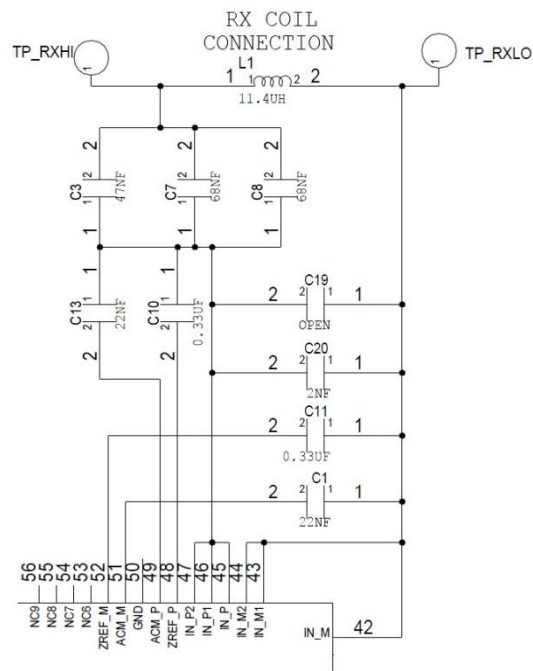 RX COIL
CONNECTION
TP_RXHI
TP_RXLO
1
1
L1
1 1 2 2
11.4UH
2 2 2
2 2 2
C3 47NF C7 68NF C8 68NF
1 1 1
1 1 1
1 1
C19
2 2 1 1
OPEN
1 1
C13 22NF C10 0.33UF
2 2
C20
2 2 1 1
2NF
2 2
C11
2 2 1 1
0.33UF
C1
2 2 1 1
22NF
56 55 54 53 52 51 50 49 48 47 46 45 44 43
NC9 NC8 NC7 NC6 ZREF_M ACM_M GND ACM_P ZREF_P IN_P2 IN_P1 IN_P IN_M2 IN_M1
IN_M 42